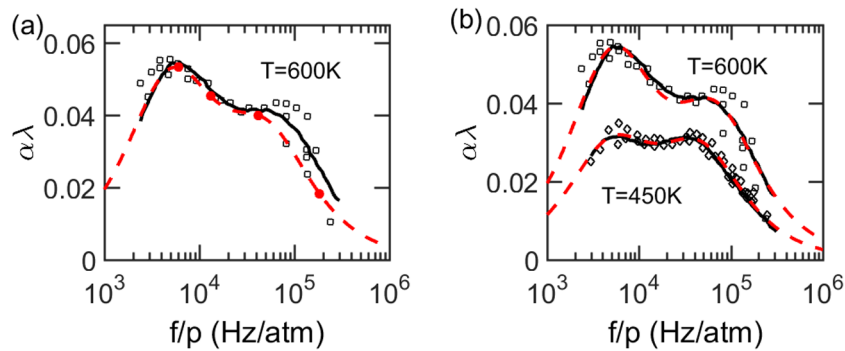 (a)
0.06
0.04
0.02
0
αλ
T=600K
10³ 10⁴ 10⁵ 10⁶
f/p (Hz/atm)
(b)
0.06
0.04
0.02
0
αλ
T=600K
T=450K
10³ 10⁴ 10⁵ 10⁶
f/p (Hz/atm)